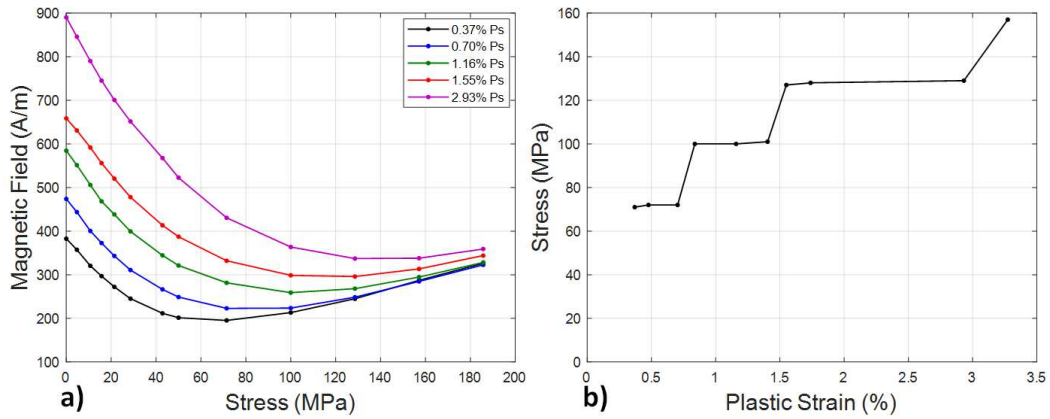 900
800
700
600
500
400
300
200
100
0 20 40 60 80 100 120 140 160 180 200
Magnetic Field (A/m)
Stress (MPa)
0.37% Ps
0.70% Ps
1.16% Ps
1.55% Ps
2.93% Ps
a)
160
140
120
100
80
60
40
20
0
0.5 1 1.5 2 2.5 3 3.5
Stress (MPa)
Plastic Strain (%)
b)